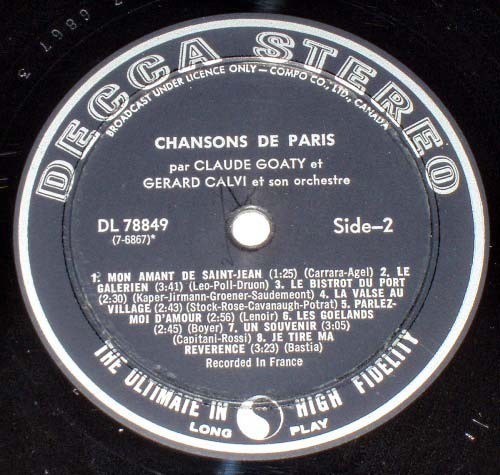 DECCA STEREO
BROADCAST UNDER LICENCE ONLY – COMPO CO., LTD., CANADA
CHANSONS DE PARIS
par CLAUDE GOATY et
GERARD CALVI et son orchestre
DL 78849
(7-6867)*
Side–2
1. MON AMANT DE SAINT-JEAN (1:25) (Carrara-Agel) 2. LE
GALERIEN (3:41) (Leo-Poll-Druon) 3. LE BISTROT DU PORT
(2:30) (Kaper-Jirmann-Groener-Saudemeont) 4. LA VALSE AU
VILLAGE (2:43) (Stock-Rose-Cavanaugh-Potrat) 5. PARLEZ-
MOI D'AMOUR (2:56) (Lenoir) 6. LES GOELANDS
(2:45) (Boyer) 7. UN SOUVENIR (3:05)
(Capitani-Rossi) 8. JE TIRE MA
REVERENCE (3:23) (Bastia)
Recorded In France
THE ULTIMATE IN HIGH FIDELITY
LONG PLAY